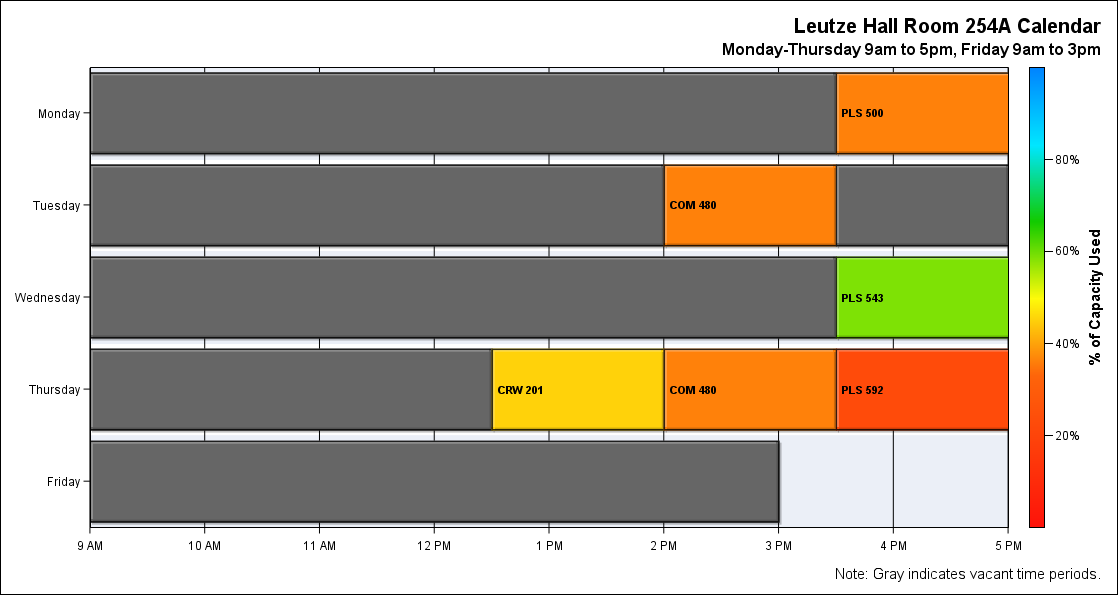 Leutze Hall Room 254A Calendar
Monday-Thursday 9am to 5pm, Friday 9am to 3pm
Monday
PLS 500
Tuesday
COM 480
Wednesday
PLS 543
Thursday
CRW 201
COM 480
PLS 592
Friday
9 AM
10 AM
11 AM
12 PM
1 PM
2 PM
3 PM
4 PM
5 PM
80%
60%
40%
20%
% of Capacity Used
Note: Gray indicates vacant time periods.